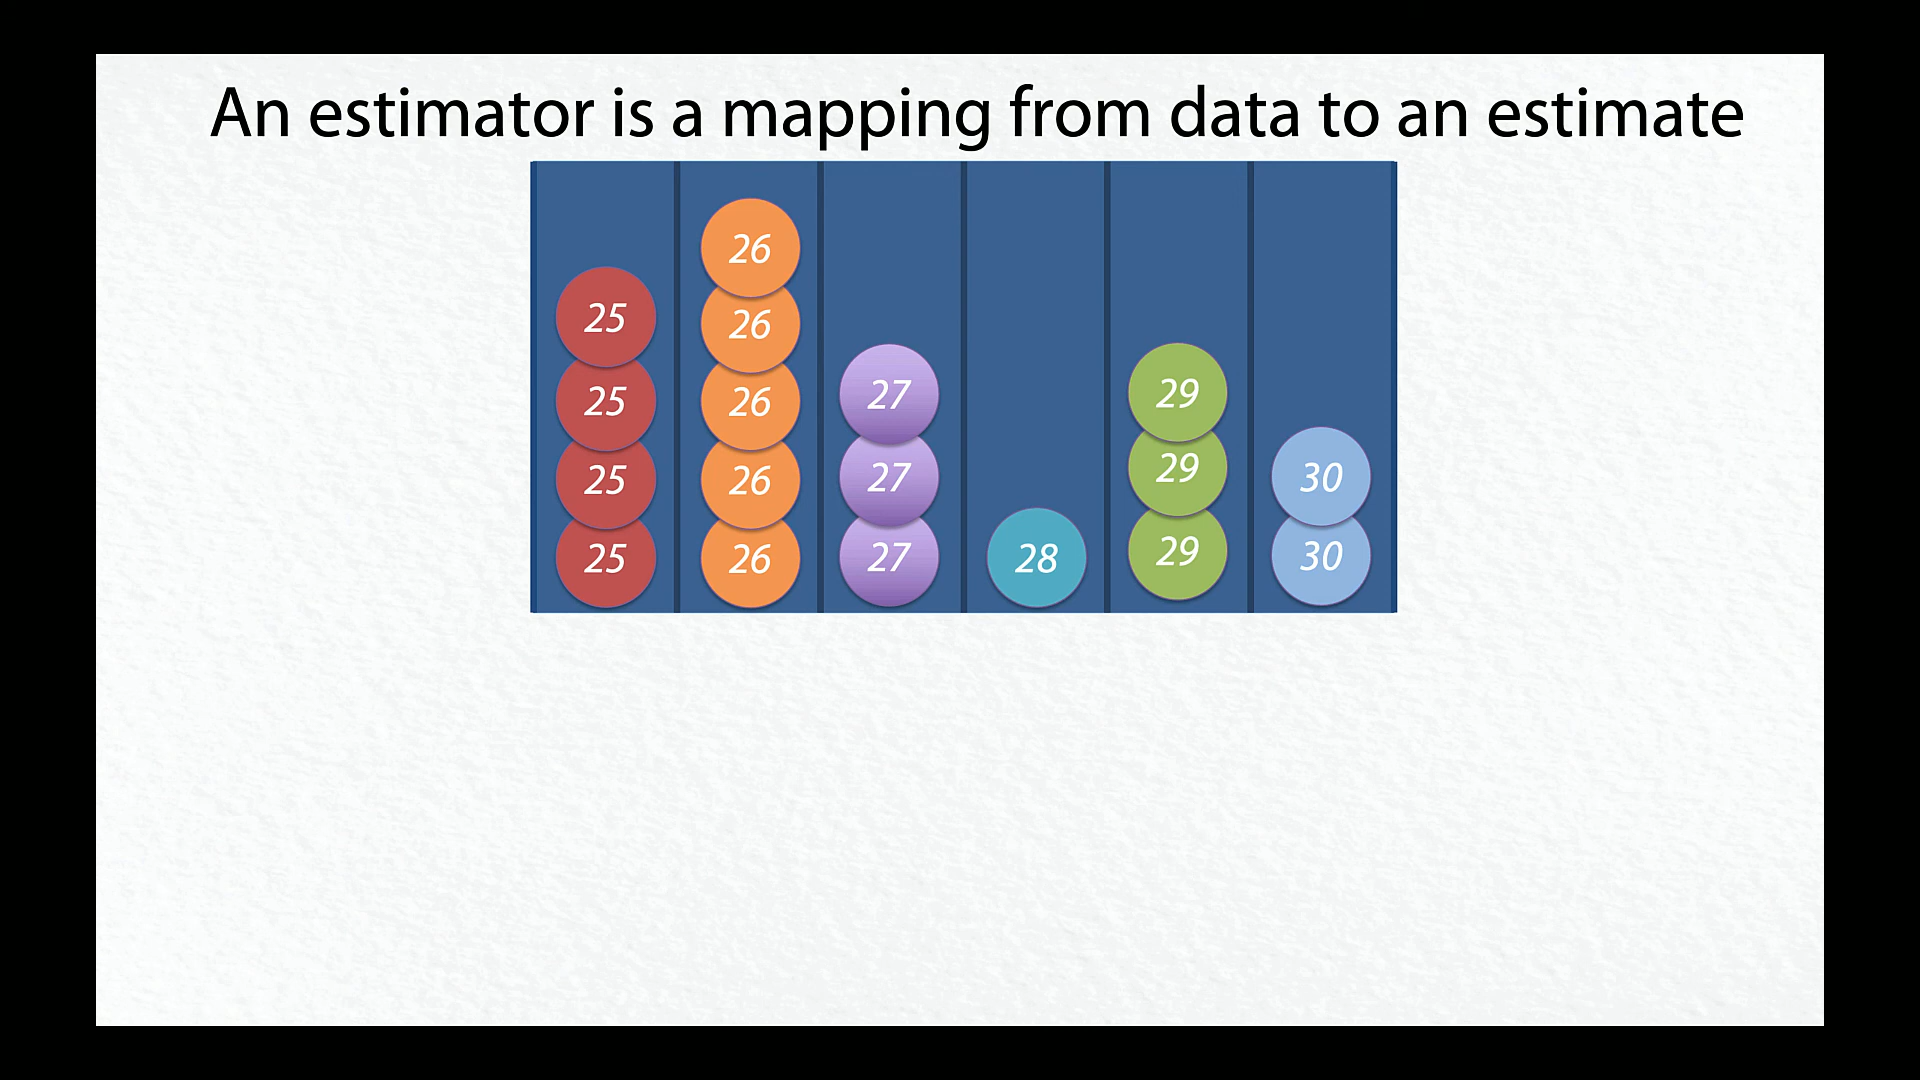 An estimator is a mapping from data to an estimate
26
25 26
25 26 27 29
25 26 27 29 30
25 26 27 28 29 30